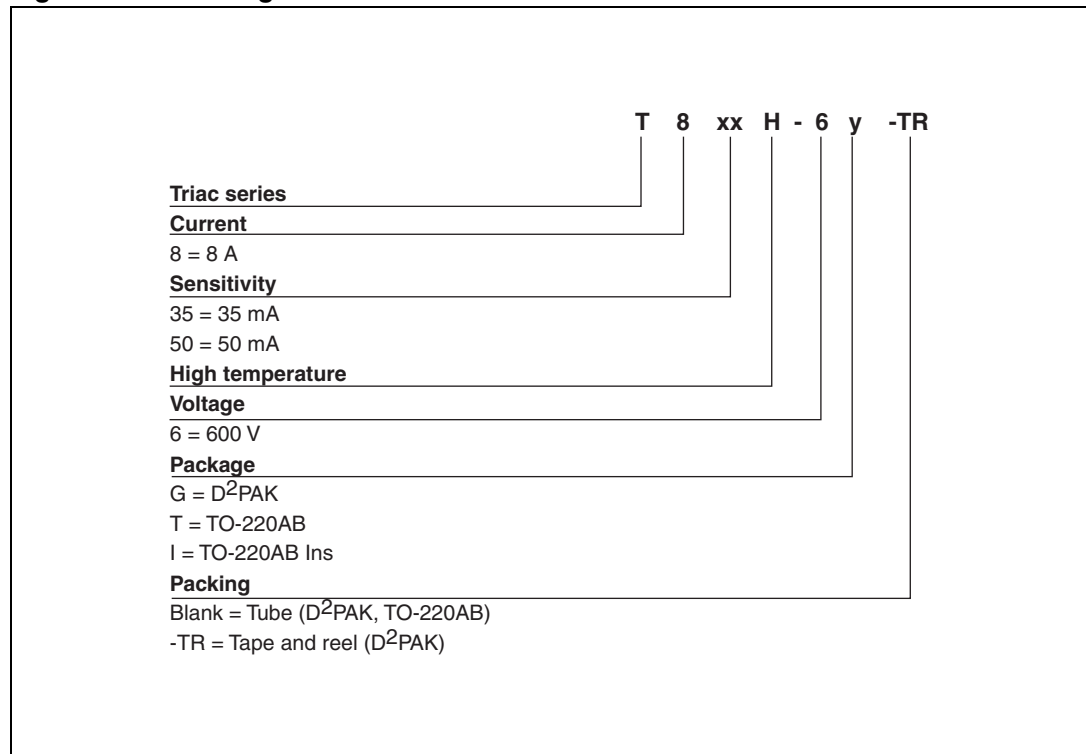 T 8 xx H - 6 y -TR
Triac series
Current
8 = 8 A
Sensitivity
35 = 35 mA
50 = 50 mA
High temperature
Voltage
6 = 600 V
Package
G = D²PAK
T = TO-220AB
I = TO-220AB Ins
Packing
Blank = Tube (D²PAK, TO-220AB)
-TR = Tape and reel (D²PAK)